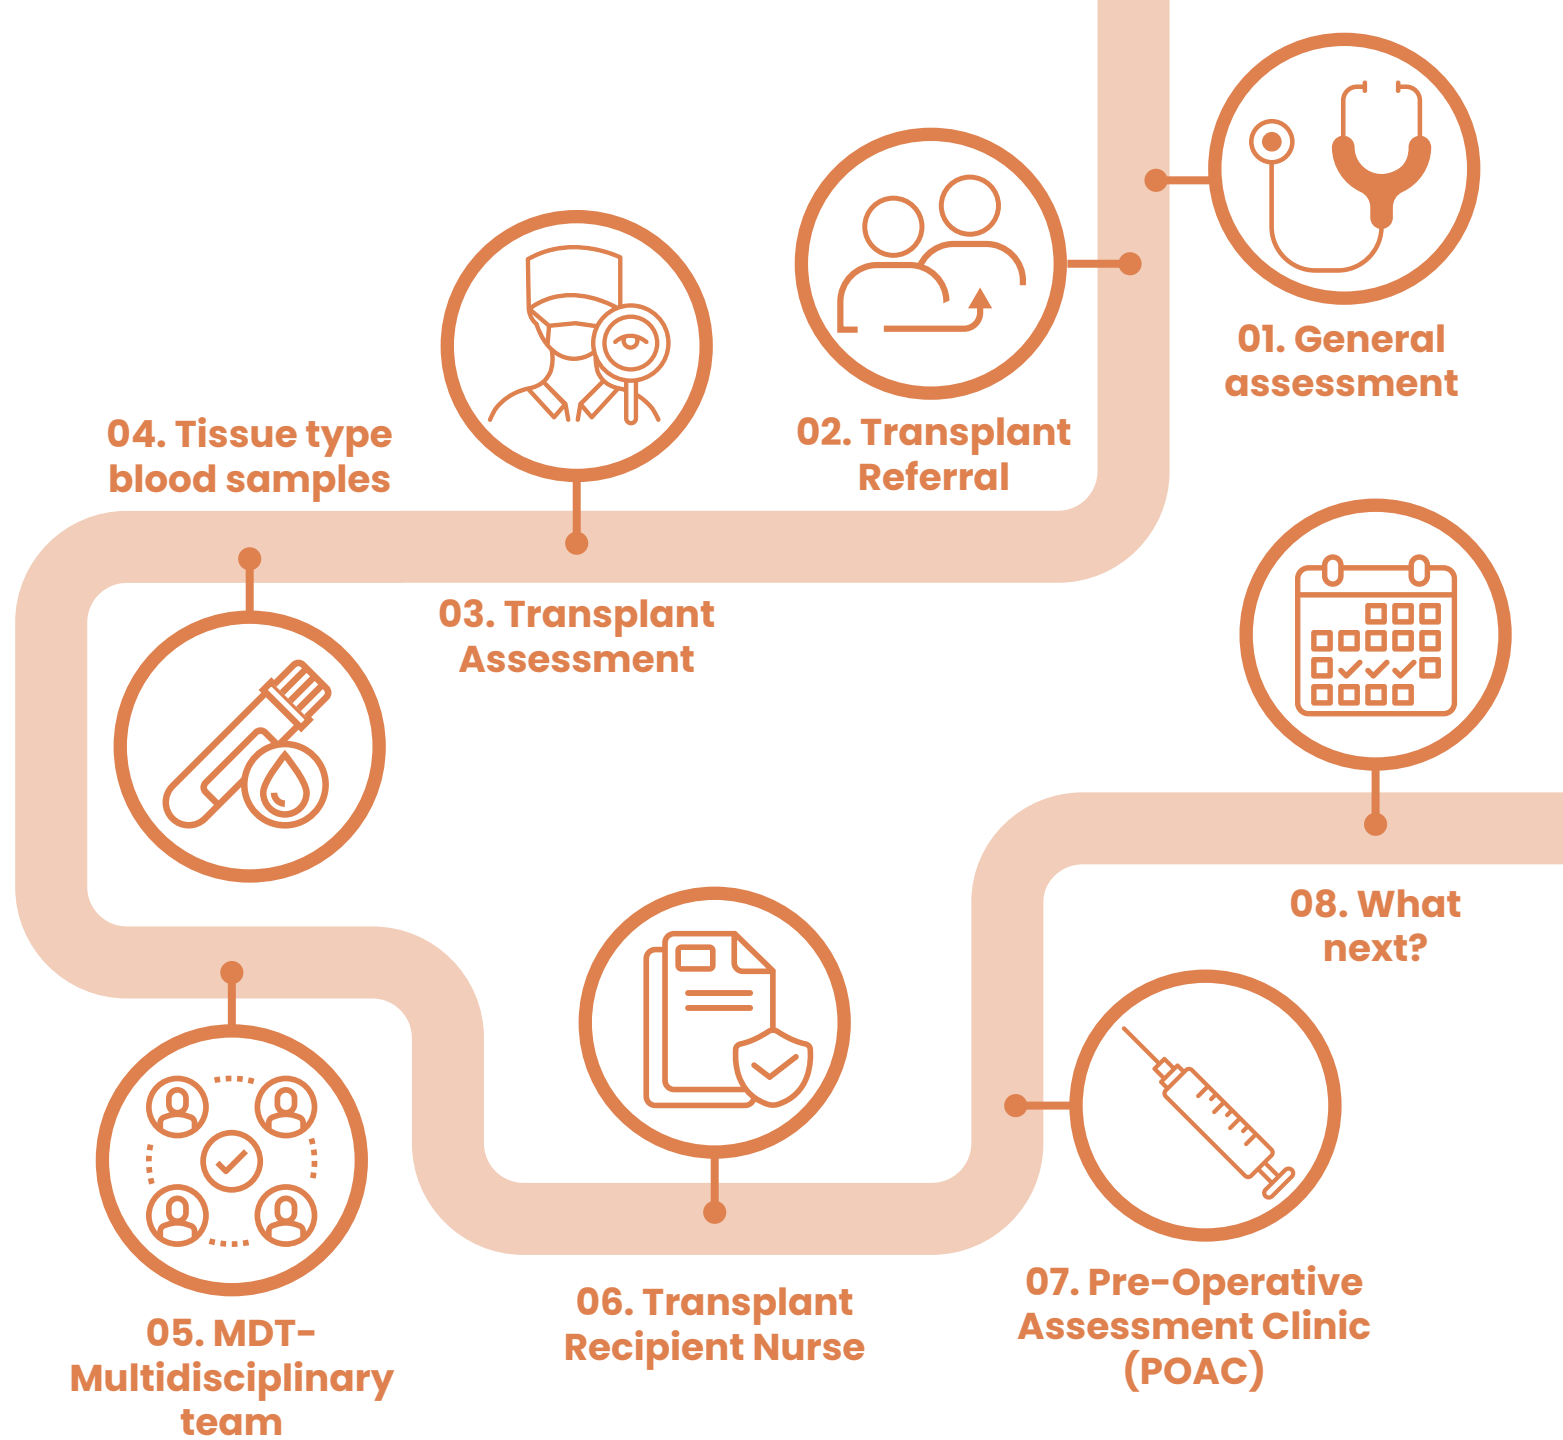 01. General
assessment
02. Transplant
Referral
03. Transplant
Assessment
04. Tissue type
blood samples
05. MDT-
Multidisciplinary
team
06. Transplant
Recipient Nurse
07. Pre-Operative
Assessment Clinic
(POAC)
08. What
next?